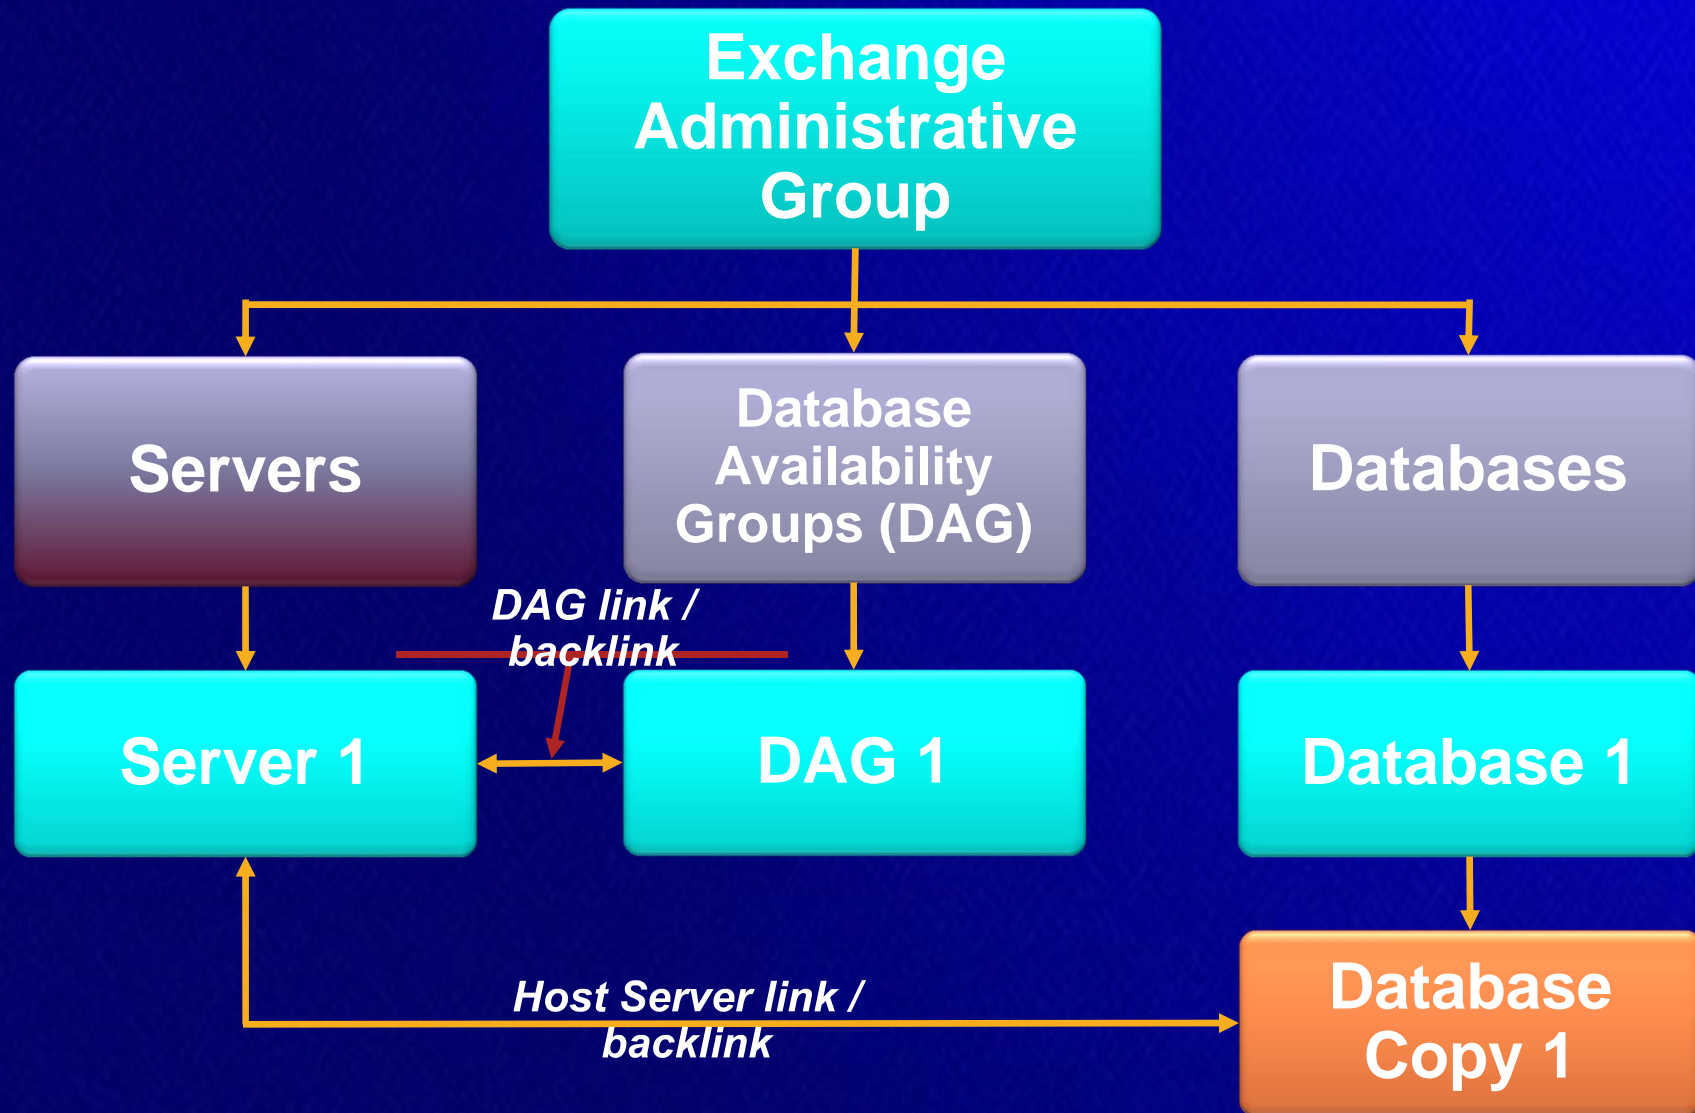 Exchange
Administrative
Group
Servers
Database
Availability
Groups (DAG)
Databases
DAG link /
backlink
Server 1
DAG 1
Database 1
Host Server link /
backlink
Database
Copy 1